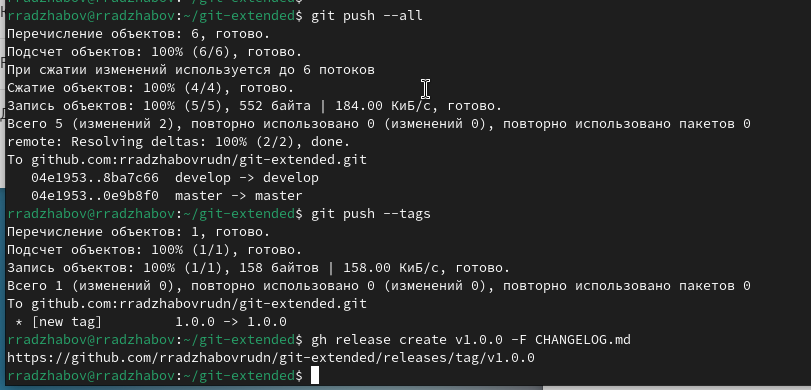 rradzhabov@rradzhabov:~/git-extended$ git push --all
Перечисление объектов: 6, готово.
Подсчет объектов: 100% (6/6), готово.
При сжатии изменений используется до 6 потоков
Сжатие объектов: 100% (4/4), готово.
Запись объектов: 100% (5/5), 552 байта | 184.00 КиБ/с, готово.
Всего 5 (изменений 2), повторно использовано 0 (изменений 0), повторно использовано пакетов 0
remote: Resolving deltas: 100% (2/2), done.
To github.com:rradzhabovrudn/git-extended.git
   04e1953..8ba7c66  develop -> develop
   04e1953..0e9b8f0  master -> master
rradzhabov@rradzhabov:~/git-extended$ git push --tags
Перечисление объектов: 1, готово.
Подсчет объектов: 100% (1/1), готово.
Запись объектов: 100% (1/1), 158 байтов | 158.00 КиБ/с, готово.
Всего 1 (изменений 0), повторно использовано 0 (изменений 0), повторно использовано пакетов 0
To github.com:rradzhabovrudn/git-extended.git
 * [new tag]         1.0.0 -> 1.0.0
rradzhabov@rradzhabov:~/git-extended$ gh release create v1.0.0 -F CHANGELOG.md
https://github.com/rradzhabovrudn/git-extended/releases/tag/v1.0.0
rradzhabov@rradzhabov:~/git-extended$